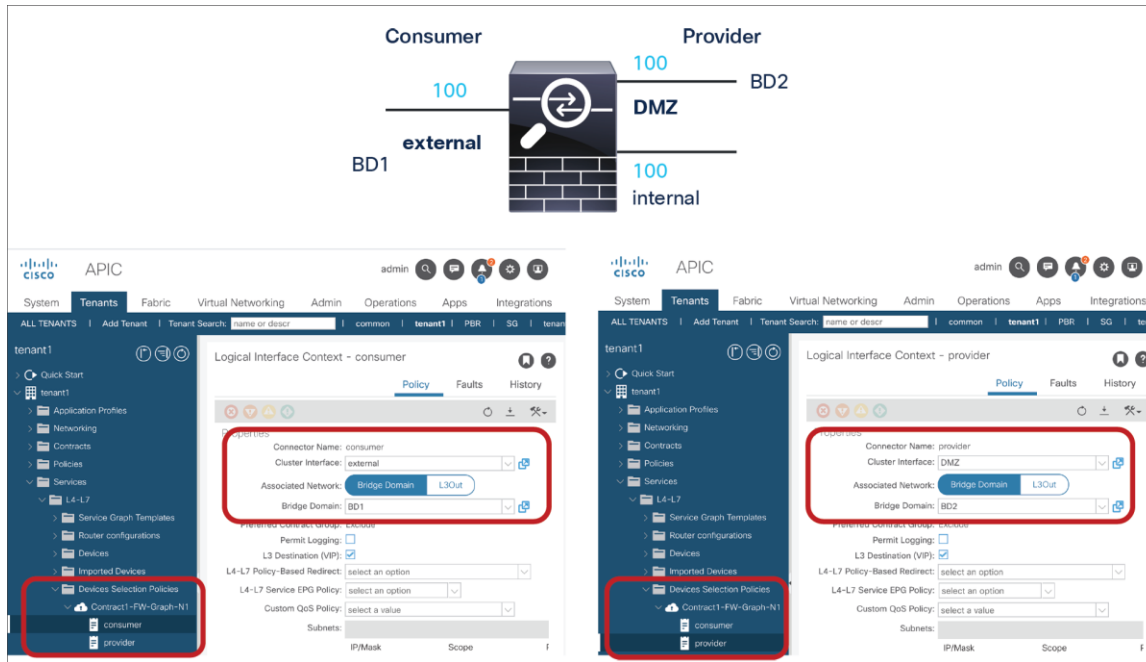 Consumer
Provider
100
100
BD2
DMZ
external
BD1
100
internal
CISCO
APIC
admin
2
1
System
Tenants
Fabric
Virtual Networking
Admin
Operations
Apps
Integrations
ALL TENANTS | Add Tenant | Tenant Search: name or descr | common | tenant1 | PBR | SG | tenan
tenant1
Quick Start
tenant1
Application Profiles
Networking
Contracts
Policies
Services
L4-L7
Service Graph Templates
Router configurations
Devices
Imported Devices
Devices Selection Policies
Contract1-FW-Graph-N1
consumer
provider
Logical Interface Context - consumer
Policy
Faults
History
Properties
Connector Name: consumer
Cluster Interface: external
Associated Network: Bridge Domain L3Out
Bridge Domain: BD1
Preferred Contract Group: Exclude
Permit Logging:
L3 Destination (VIP):
L4-L7 Policy-Based Redirect: select an option
L4-L7 Service EPG Policy: select an option
Custom QoS Policy: select a value
Subnets:
IP/Mask
Scope
CISCO
APIC
admin
2
1
System
Tenants
Fabric
Virtual Networking
Admin
Operations
Apps
Integrations
ALL TENANTS | Add Tenant | Tenant Search: name or descr | common | tenant1 | PBR | SG | te
tenant1
Quick Start
tenant1
Application Profiles
Networking
Contracts
Policies
Services
L4-L7
Service Graph Templates
Router configurations
Devices
Imported Devices
Devices Selection Policies
Contract1-FW-Graph-N1
consumer
provider
Logical Interface Context - provider
Policy
Faults
History
Properties
Connector Name: provider
Cluster Interface: DMZ
Associated Network: Bridge Domain L3Out
Bridge Domain: BD2
Preferred Contract Group: Exclude
Permit Logging:
L3 Destination (VIP):
L4-L7 Policy-Based Redirect: select an option
L4-L7 Service EPG Policy: select an option
Custom QoS Policy: select a value
Subnets:
IP/Mask
Scope